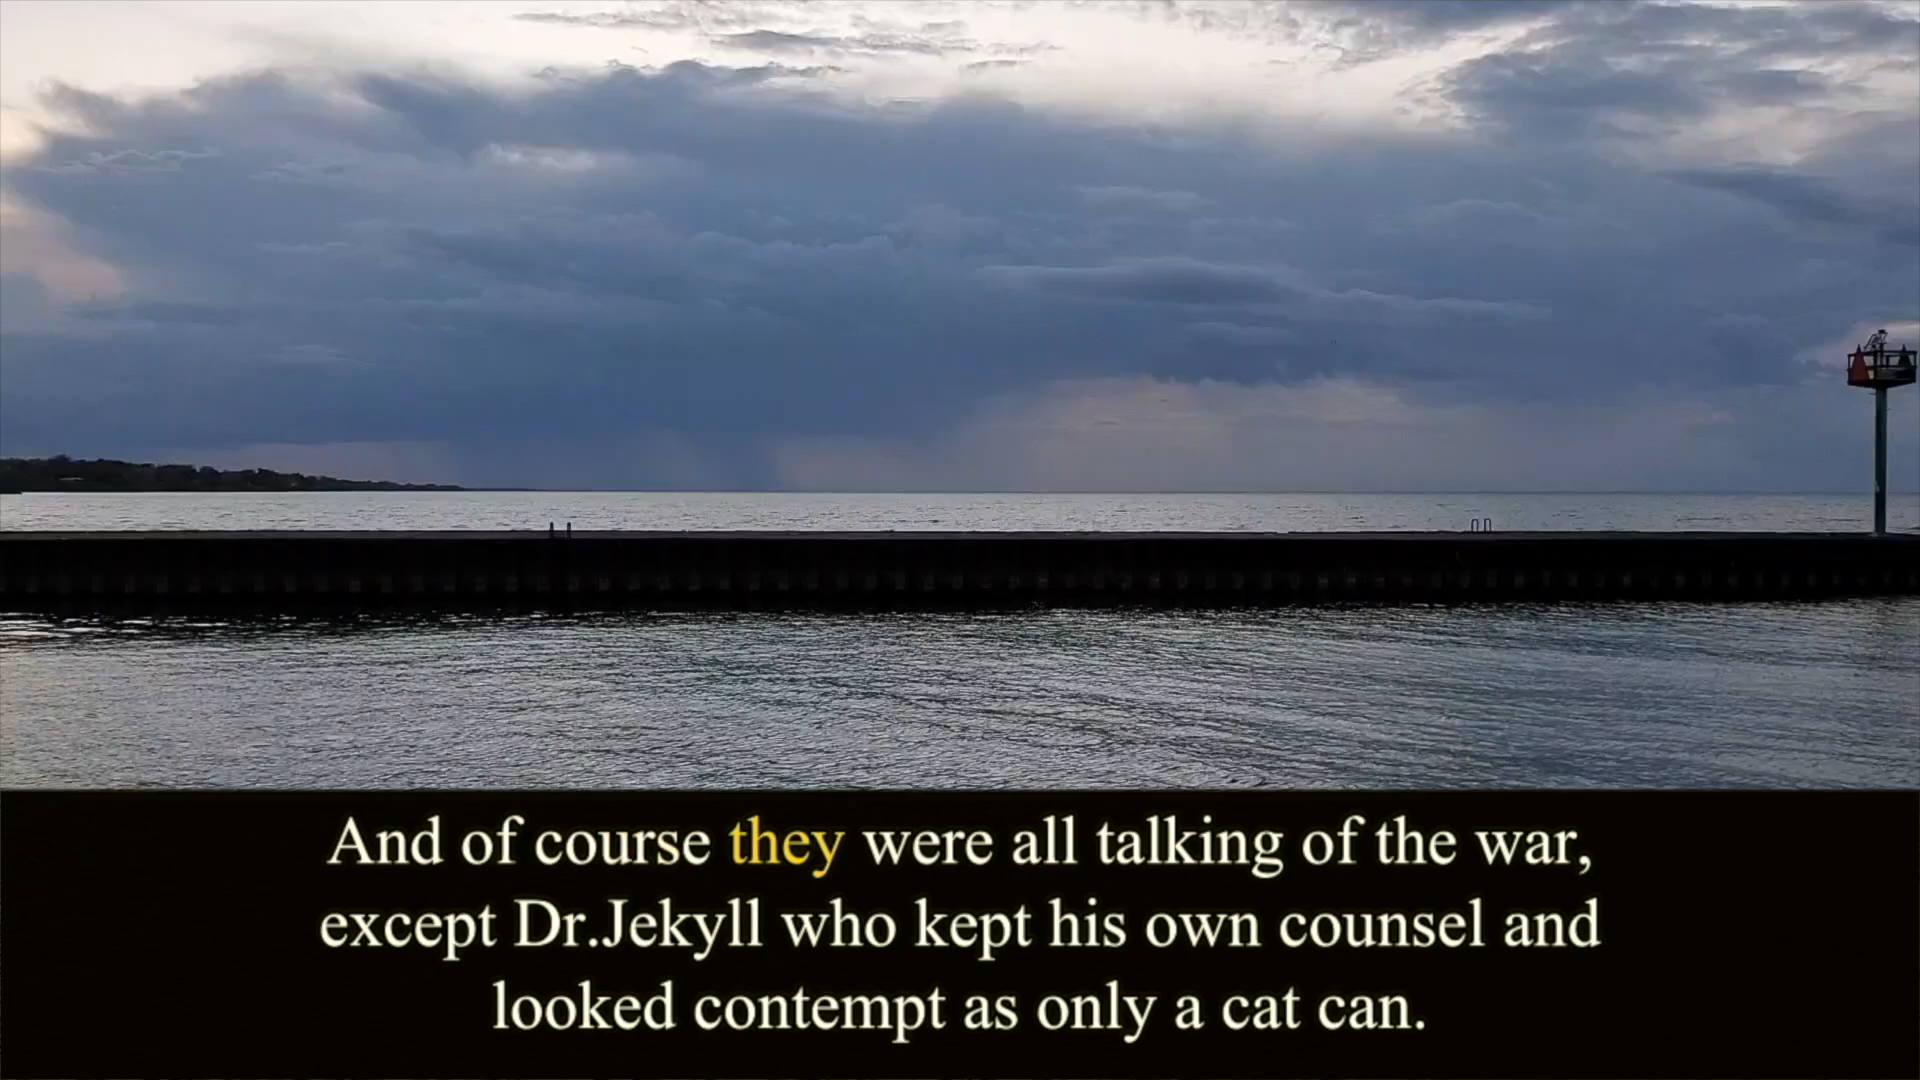 And of course they were all talking of the war,
except Dr.Jekyll who kept his own counsel and
looked contempt as only a cat can.